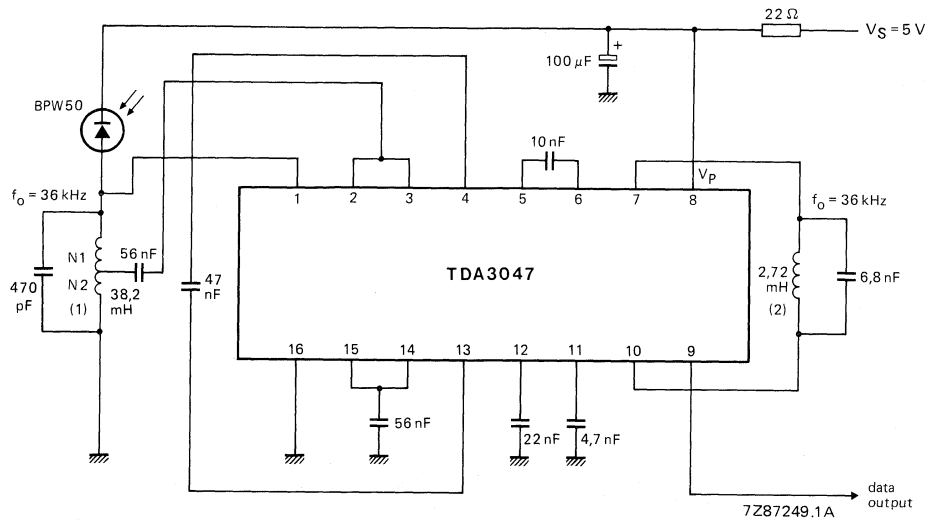 22 Ω
V_S = 5 V
+
100 µF
BPW50
10 nF
V_P
f_o = 36 kHz
f_o = 36 kHz
1
2
3
4
5
6
7
8
N1
56 nF
N2
470 pF
(1)
38,2 mH
47 nF
TDA3047
2,72 mH
(2)
6,8 nF
16
15
14
13
12
11
10
9
56 nF
22 nF
4,7 nF
data output
7Z87249.1A